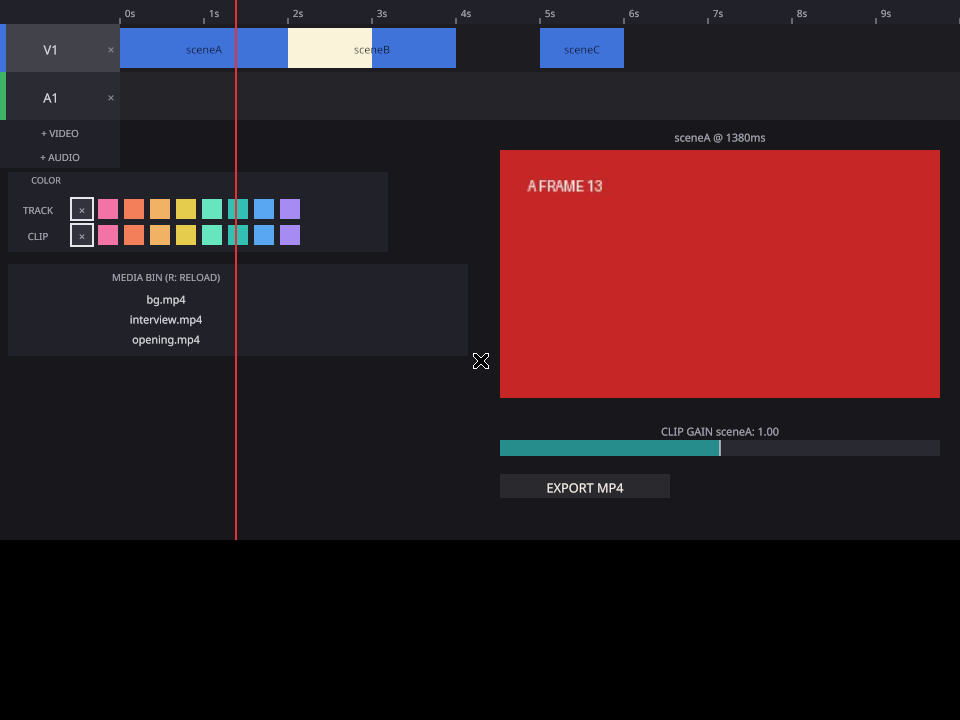 0s 1s 2s 3s 4s 5s 6s 7s 8s 9s
V1 × sceneA sceneB sceneC
A1 ×
+ VIDEO
+ AUDIO
sceneA @ 1380ms
COLOR
TRACK ×
CLIP ×
A FRAME 13
MEDIA BIN (R: RELOAD)
bg.mp4
interview.mp4
opening.mp4
CLIP GAIN sceneA: 1.00
EXPORT MP4